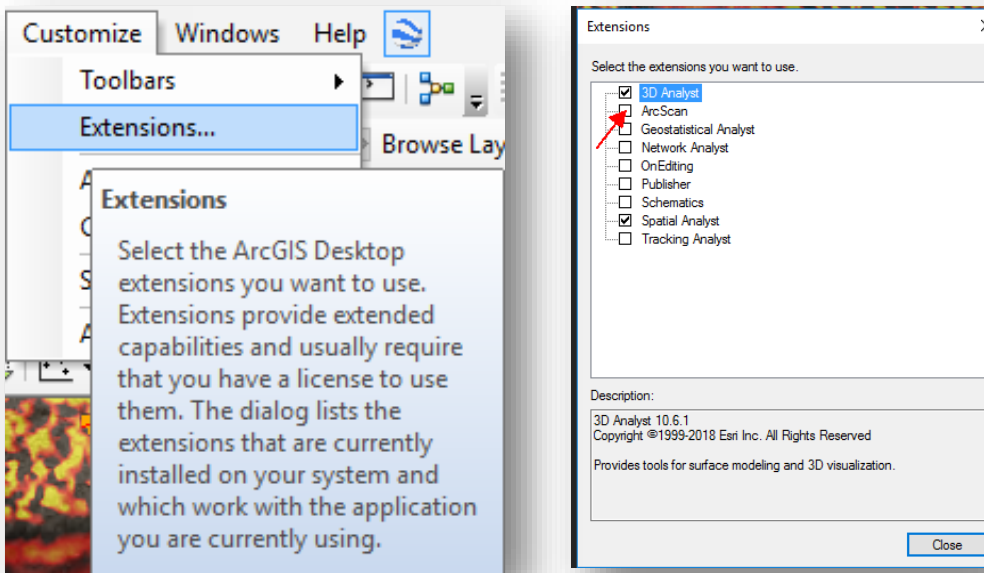 Customize Windows Help
Toolbars
Extensions...
Browse Lay
Extensions
Select the ArcGIS Desktop
extensions you want to use.
Extensions provide extended
capabilities and usually require
that you have a license to use
them. The dialog lists the
extensions that are currently
installed on your system and
which work with the application
you are currently using.
Extensions
Select the extensions you want to use.
3D Analyst
ArcScan
Geostatistical Analyst
Network Analyst
OnEditing
Publisher
Schematics
Spatial Analyst
Tracking Analyst
Description:
3D Analyst 10.6.1
Copyright ©1999-2018 Esri Inc. All Rights Reserved
Provides tools for surface modeling and 3D visualization.
Close